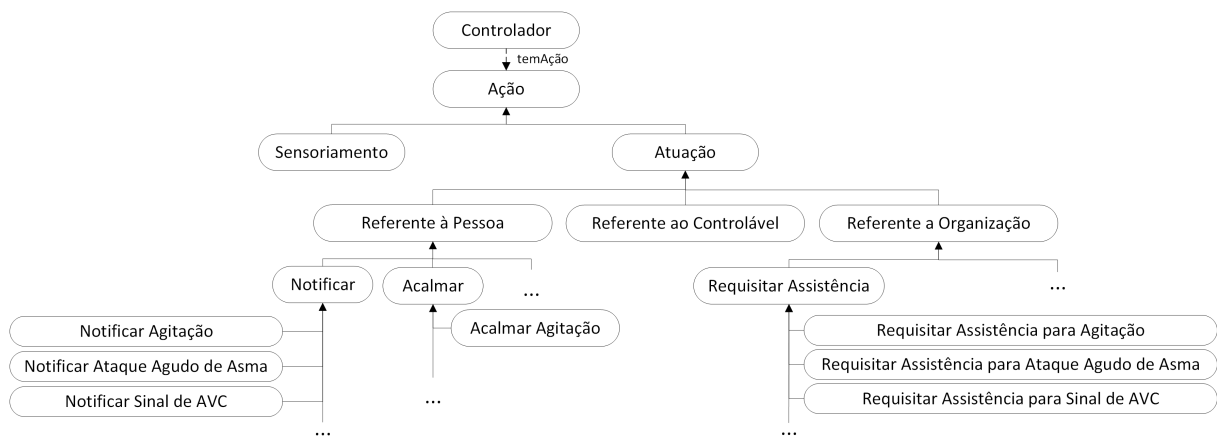 Controlador
temAção
Ação
Sensoriamento
Atuação
Referente à Pessoa
Referente ao Controlável
Referente a Organização
Notificar
Acalmar
...
Requisitar Assistência
...
Notificar Agitação
Acalmar Agitação
Requisitar Assistência para Agitação
Notificar Ataque Agudo de Asma
Requisitar Assistência para Ataque Agudo de Asma
Notificar Sinal de AVC
...
Requisitar Assistência para Sinal de AVC
...
...